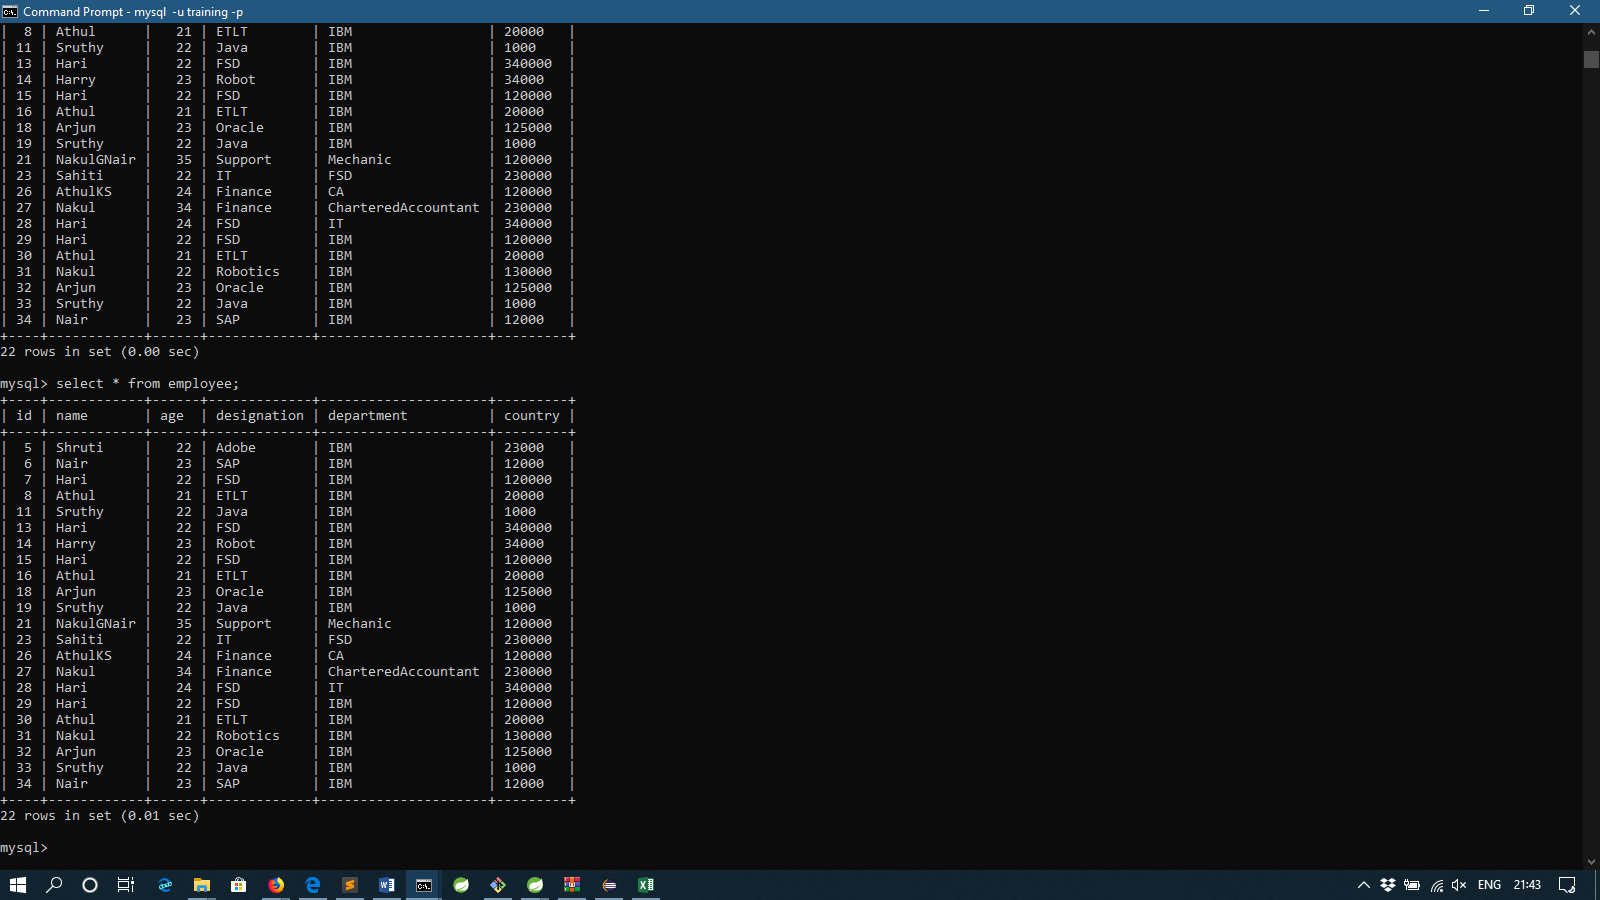 Command Prompt - mysql  -u training -p
|  8 | Athul      |   21 | ETLT        | IBM                 | 20000   |
| 11 | Sruthy     |   22 | Java        | IBM                 | 1000    |
| 13 | Hari       |   22 | FSD         | IBM                 | 340000  |
| 14 | Harry      |   23 | Robot       | IBM                 | 34000   |
| 15 | Hari       |   22 | FSD         | IBM                 | 120000  |
| 16 | Athul      |   21 | ETLT        | IBM                 | 20000   |
| 18 | Arjun      |   23 | Oracle      | IBM                 | 125000  |
| 19 | Sruthy     |   22 | Java        | IBM                 | 1000    |
| 21 | NakulGNair |   35 | Support     | Mechanic            | 120000  |
| 23 | Sahiti     |   22 | IT          | FSD                 | 230000  |
| 26 | AthulKS    |   24 | Finance     | CA                  | 120000  |
| 27 | Nakul      |   34 | Finance     | CharteredAccountant | 230000  |
| 28 | Hari       |   24 | FSD         | IT                  | 340000  |
| 29 | Hari       |   22 | FSD         | IBM                 | 120000  |
| 30 | Athul      |   21 | ETLT        | IBM                 | 20000   |
| 31 | Nakul      |   22 | Robotics    | IBM                 | 130000  |
| 32 | Arjun      |   23 | Oracle      | IBM                 | 125000  |
| 33 | Sruthy     |   22 | Java        | IBM                 | 1000    |
| 34 | Nair       |   23 | SAP         | IBM                 | 12000   |
+----+------------+------+-------------+---------------------+---------+
22 rows in set (0.00 sec)
mysql> select * from employee;
+----+------------+------+-------------+---------------------+---------+
| id | name       | age  | designation | department          | country |
+----+------------+------+-------------+---------------------+---------+
|  5 | Shruti     |   22 | Adobe       | IBM                 | 23000   |
|  6 | Nair       |   23 | SAP         | IBM                 | 12000   |
|  7 | Hari       |   22 | FSD         | IBM                 | 120000  |
|  8 | Athul      |   21 | ETLT        | IBM                 | 20000   |
| 11 | Sruthy     |   22 | Java        | IBM                 | 1000    |
| 13 | Hari       |   22 | FSD         | IBM                 | 340000  |
| 14 | Harry      |   23 | Robot       | IBM                 | 34000   |
| 15 | Hari       |   22 | FSD         | IBM                 | 120000  |
| 16 | Athul      |   21 | ETLT        | IBM                 | 20000   |
| 18 | Arjun      |   23 | Oracle      | IBM                 | 125000  |
| 19 | Sruthy     |   22 | Java        | IBM                 | 1000    |
| 21 | NakulGNair |   35 | Support     | Mechanic            | 120000  |
| 23 | Sahiti     |   22 | IT          | FSD                 | 230000  |
| 26 | AthulKS    |   24 | Finance     | CA                  | 120000  |
| 27 | Nakul      |   34 | Finance     | CharteredAccountant | 230000  |
| 28 | Hari       |   24 | FSD         | IT                  | 340000  |
| 29 | Hari       |   22 | FSD         | IBM                 | 120000  |
| 30 | Athul      |   21 | ETLT        | IBM                 | 20000   |
| 31 | Nakul      |   22 | Robotics    | IBM                 | 130000  |
| 32 | Arjun      |   23 | Oracle      | IBM                 | 125000  |
| 33 | Sruthy     |   22 | Java        | IBM                 | 1000    |
| 34 | Nair       |   23 | SAP         | IBM                 | 12000   |
+----+------------+------+-------------+---------------------+---------+
22 rows in set (0.01 sec)
mysql>
ENG 21:43